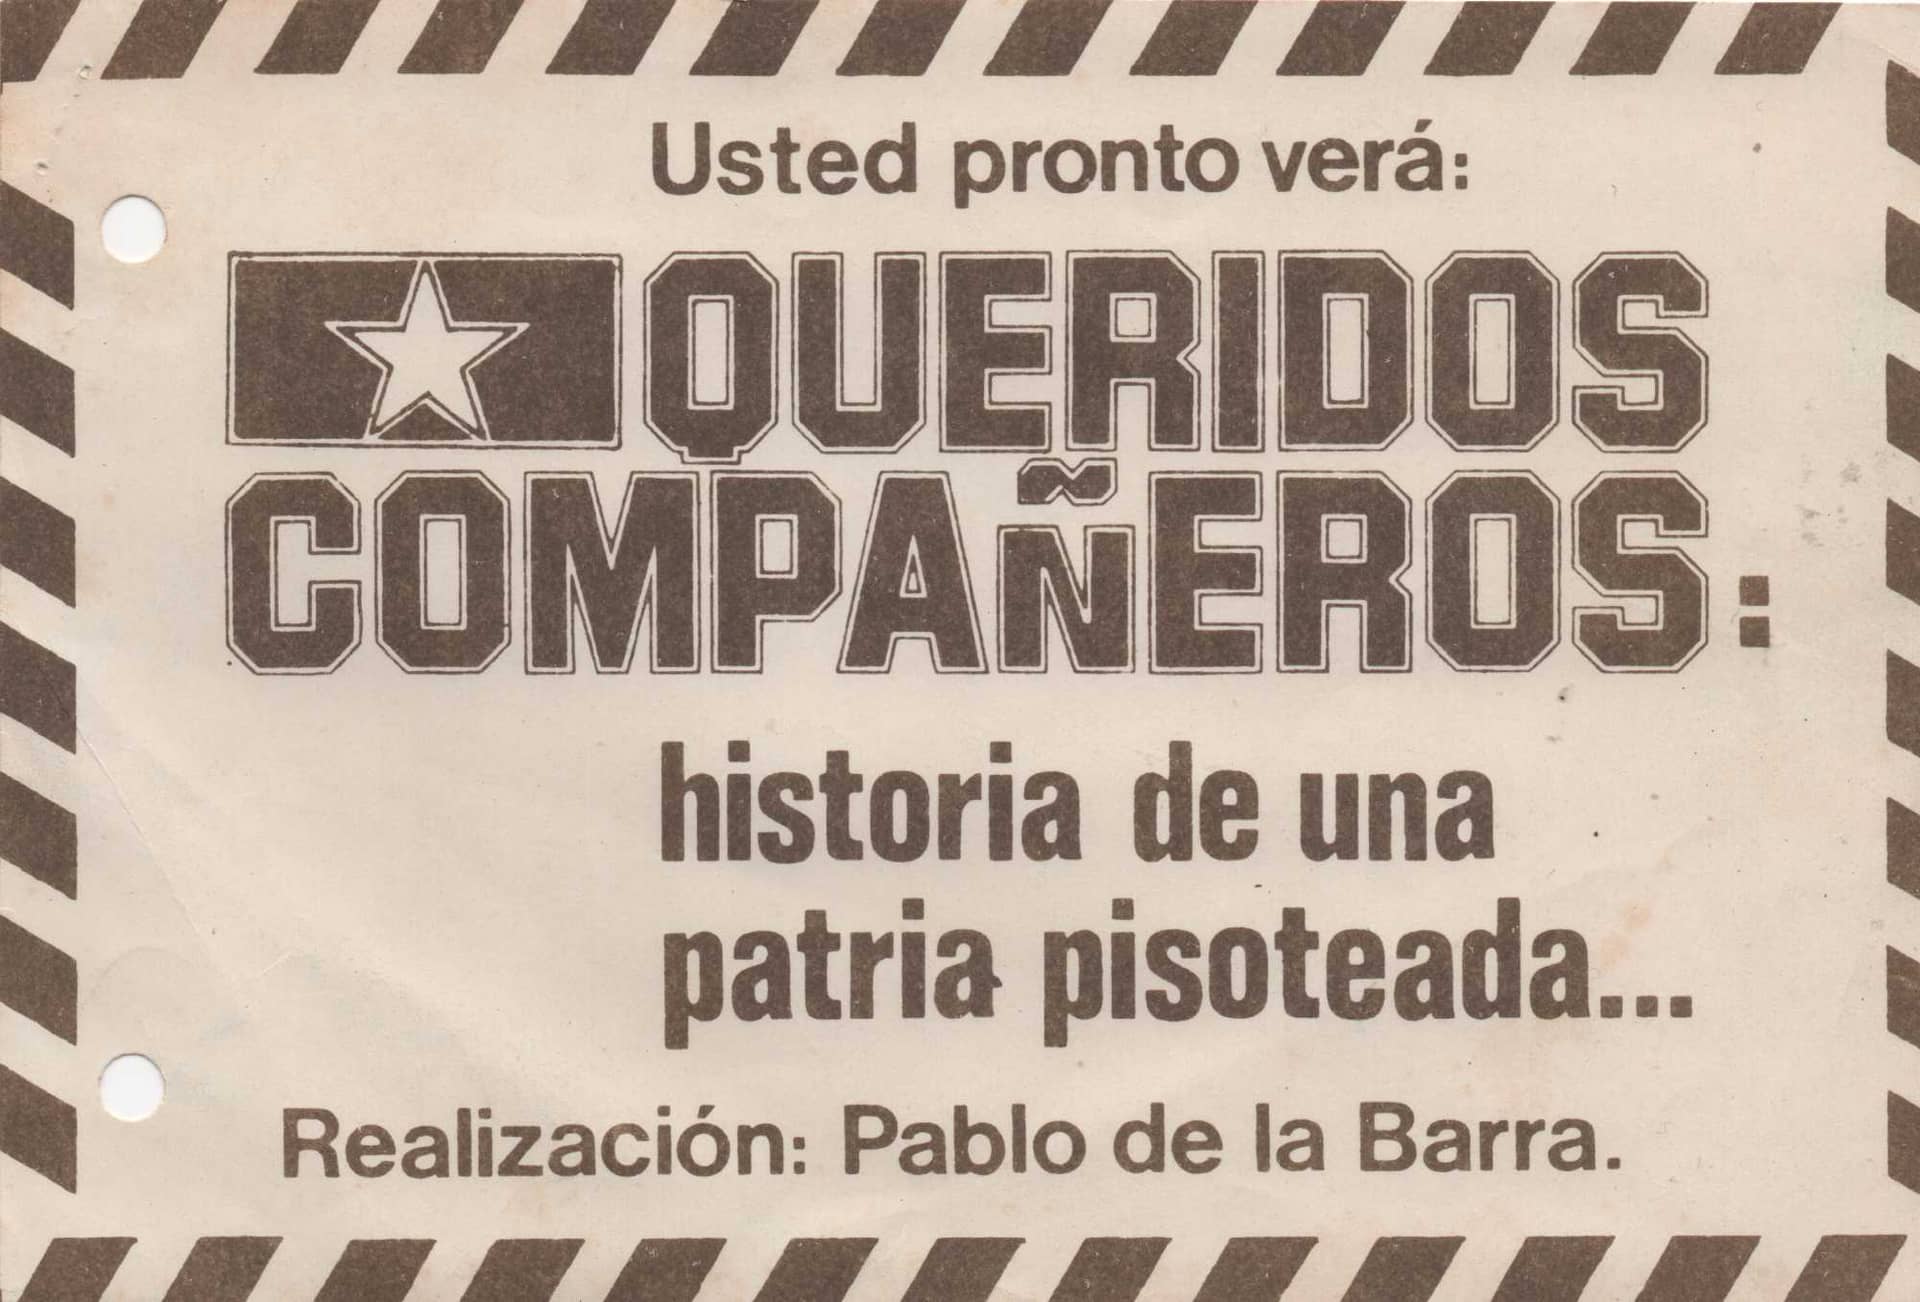 Usted pronto verá:
QUERIDOS
COMPAÑEROS:
historia de una
patria pisoteada...
Realización: Pablo de la Barra.